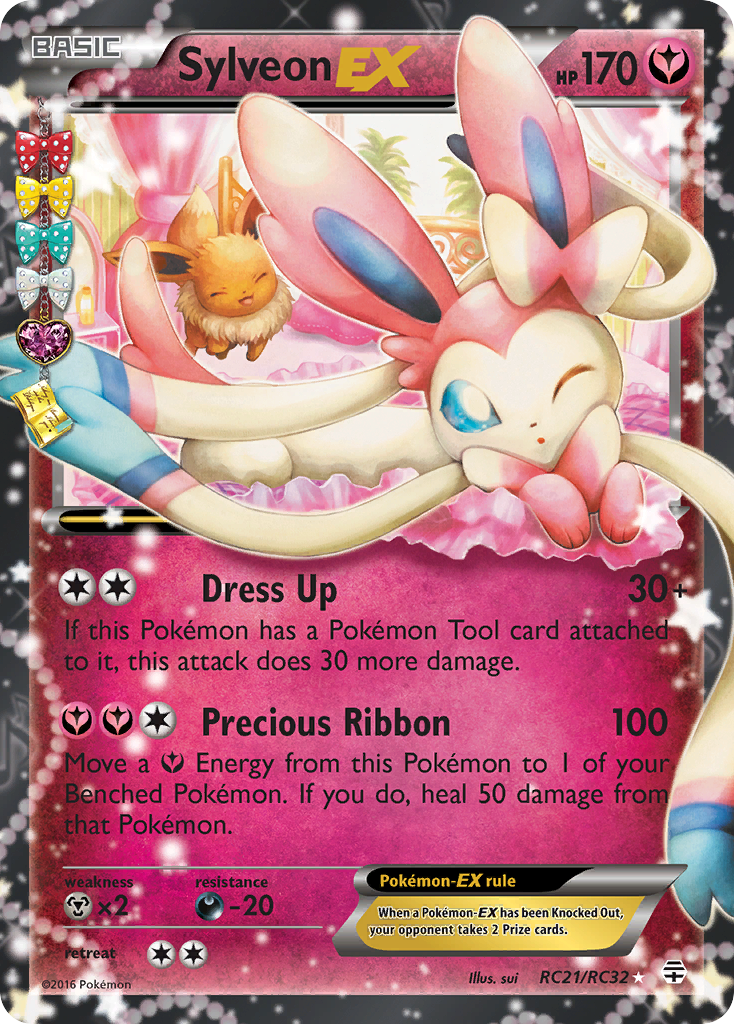 BASIC
Sylveon EX
HP 170
Dress Up 30+
If this Pokémon has a Pokémon Tool card attached
to it, this attack does 30 more damage.
Precious Ribbon 100
Move a Energy from this Pokémon to 1 of your
Benched Pokémon. If you do, heal 50 damage from
that Pokémon.
weakness
×2
resistance
-20
retreat
Pokémon-EX rule
When a Pokémon-EX has been Knocked Out,
your opponent takes 2 Prize cards.
©2016 Pokémon
Illus. sui
RC21/RC32